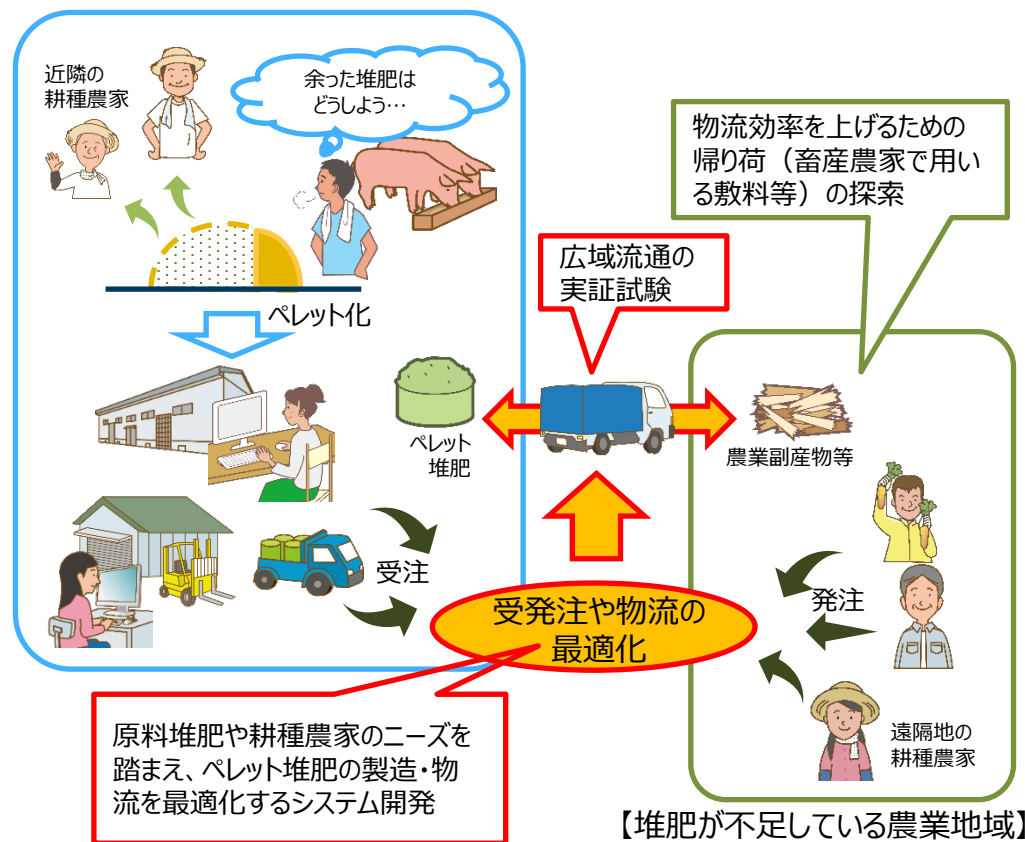 近隣の
耕種農家
余った堆肥は
どうしよう…
物流効率を上げるための
帰り荷（畜産農家で用い
る敷料等）の探索
広域流通の
実証試験
ペレット化
ペレット
堆肥
農業副産物等
受注
発注
受発注や物流の
最適化
遠隔地の
耕種農家
原料堆肥や耕種農家のニーズを
踏まえ、ペレット堆肥の製造・物
流を最適化するシステム開発
【堆肥が不足している農業地域】